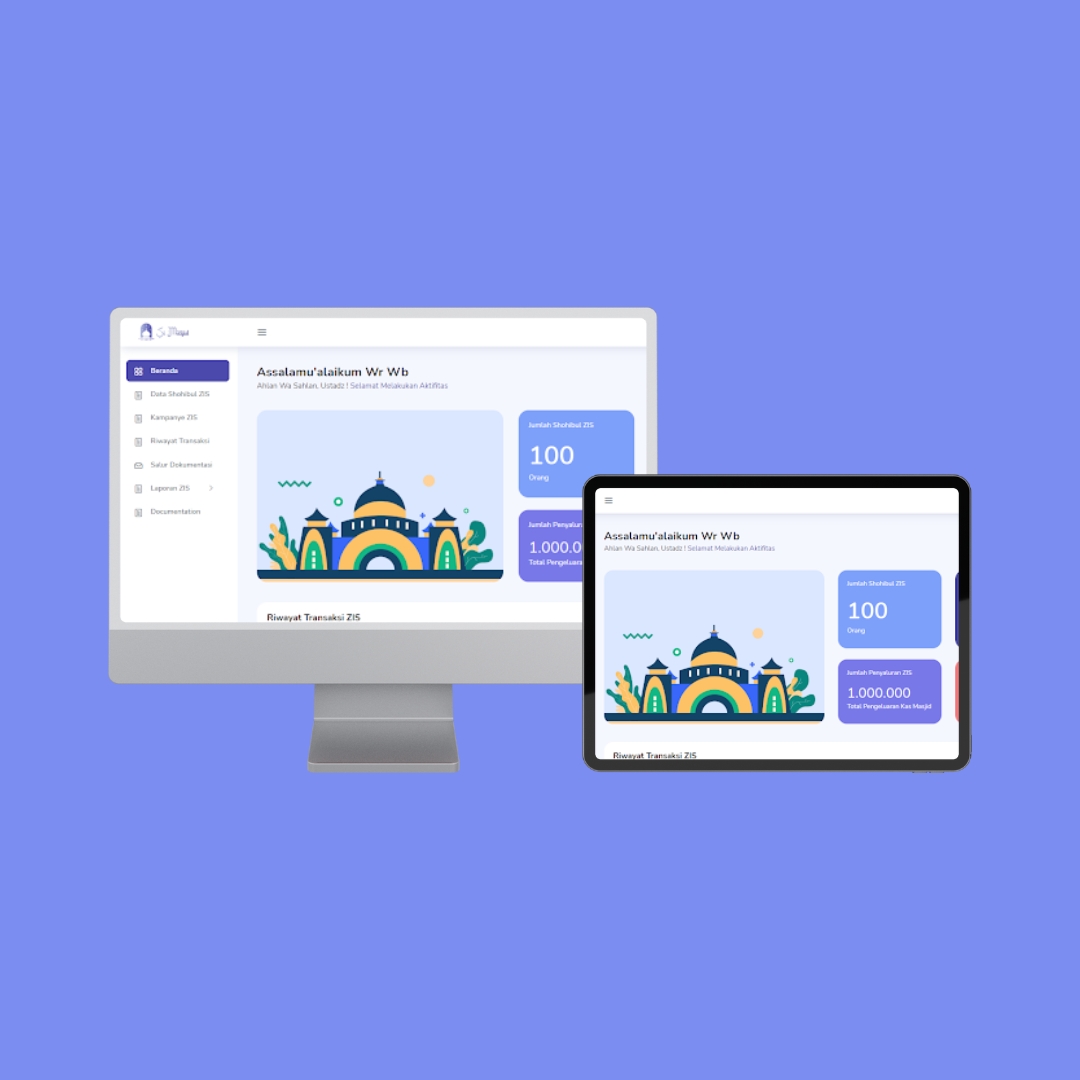 Beranda
Data Shohibul ZIS
Kampanye ZIS
Riwayat Transaksi
Salur Dokumentasi
Laporan ZIS
Documentation
Assalamu'alaikum Wr Wb
Ahlan Wa Sahlan, Ustadz ! Selamat Melakukan Aktifitas
Jumlah Shohibul ZIS
100
Orang
Jumlah Penyalur
1.000.0
Total Pengeluara
Riwayat Transaksi ZIS
Assalamu'alaikum Wr Wb
Ahlan Wa Sahlan, Ustadz ! Selamat Melakukan Aktifitas
Jumlah Shohibul ZIS
100
Orang
Jumlah Penyaluran ZIS
1.000.000
Total Pengeluaran Kas Masjid
Riwayat Transaksi ZIS